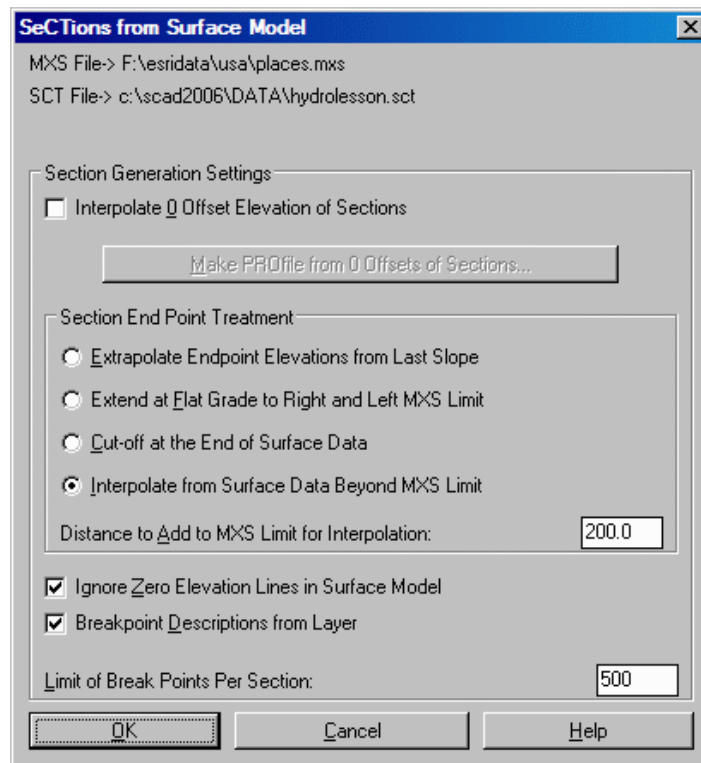 SeCTions from Surface Model
MXS File-> F:\esridata\usa\places.mxs
SCT File-> c:\scad2006\DATA\hydrolesson.sct
Section Generation Settings
Interpolate 0 Offset Elevation of Sections
Make PROfile from 0 Offsets of Sections...
Section End Point Treatment
Extrapolate Endpoint Elevations from Last Slope
Extend at Flat Grade to Right and Left MXS Limit
Cut-off at the End of Surface Data
Interpolate from Surface Data Beyond MXS Limit
Distance to Add to MXS Limit for Interpolation: 200.0
Ignore Zero Elevation Lines in Surface Model
Breakpoint Descriptions from Layer
Limit of Break Points Per Section: 500
OK Cancel Help